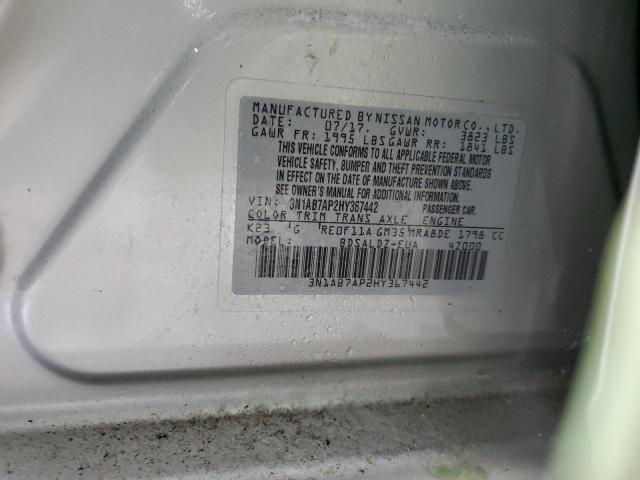 MANUFACTURED BY NISSAN MOTOR CO., LTD.
DATE: 07/17. GVWR: 3823 LBS
GAWR FR: 1995 LBS GAWR RR: 1841 LBS
THIS VEHICLE CONFORMS TO ALL APPLICABLE FEDERAL MOTOR
VEHICLE SAFETY, BUMPER AND THEFT PREVENTION STANDARDS
IN EFFECT ON THE DATE OF MANUFACTURE SHOWN ABOVE.
SEE OWNER'S MANUAL FOR ADDITIONAL INFORMATION.
VIN: 3N1AB7AP2HY367442 PASSENGER CAR.
COLOR TRIM TRANS AXLE ENGINE
K23 G RE0F11A GM35 MRA8DE 1798 CC
MODEL: BDSALDZ-EUA 47000
3N1AB7AP2HY367442